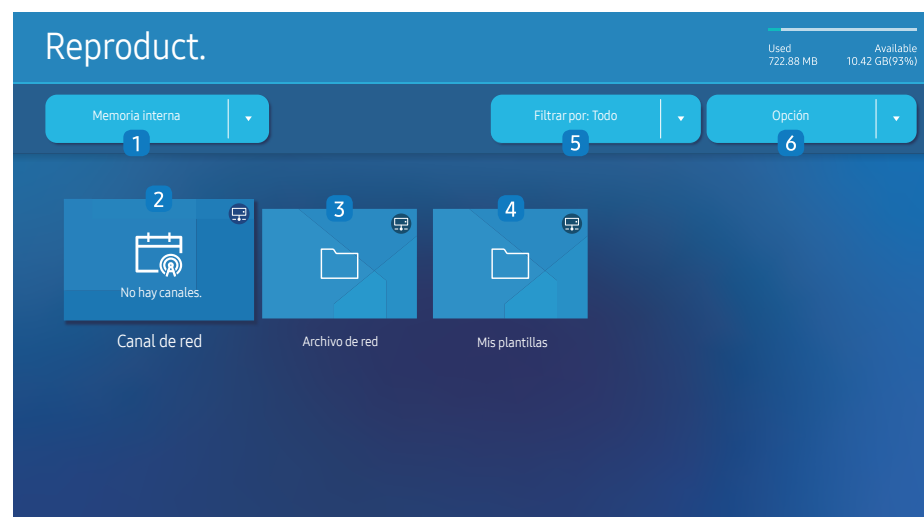 Reproduct.
Used Available
722.88 MB 10.42 GB(93%)
Memoria interna
1
Filtrar por: Todo
5
Opción
6
2
No hay canales.
Canal de red
3
Archivo de red
4
Mis plantillas